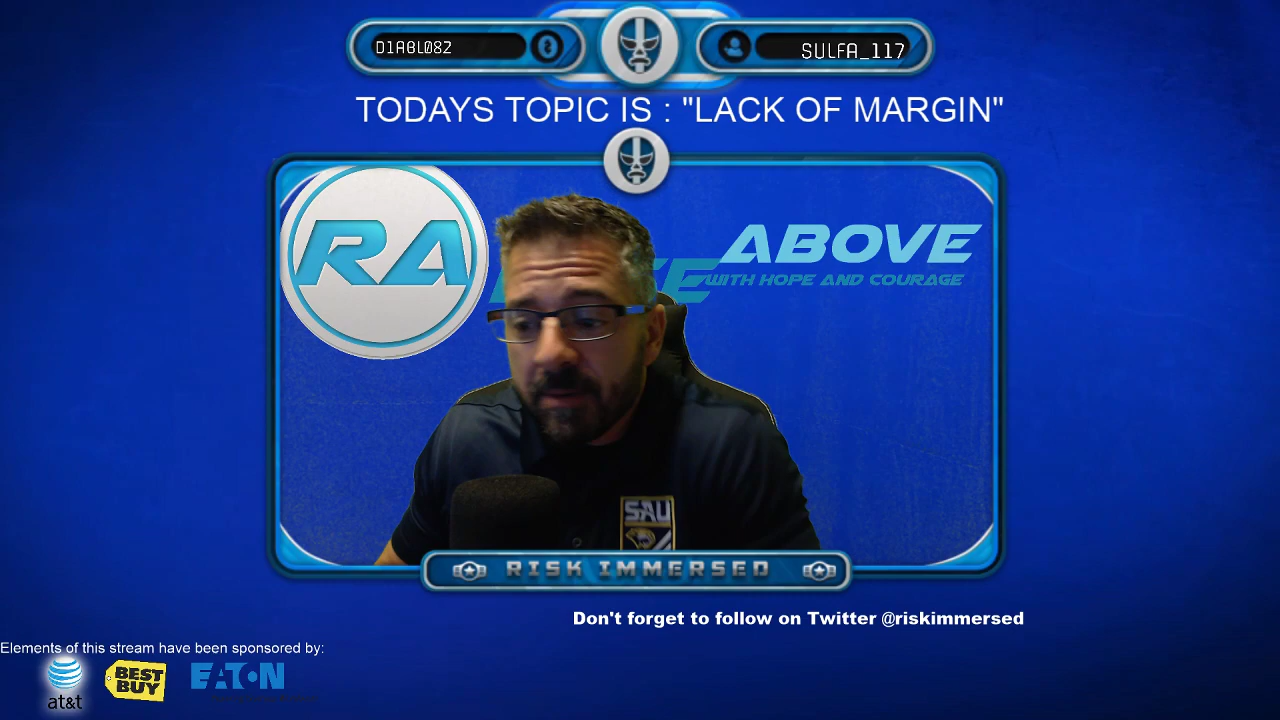 D1ABL082
SULFA_117
TODAYS TOPIC IS : "LACK OF MARGIN"
RA
ABOVE
WITH HOPE AND COURAGE
SAU
RISK IMMERSED
Don't forget to follow on Twitter @riskimmersed
Elements of this stream have been sponsored by:
at&t
BEST
BUY
EATON